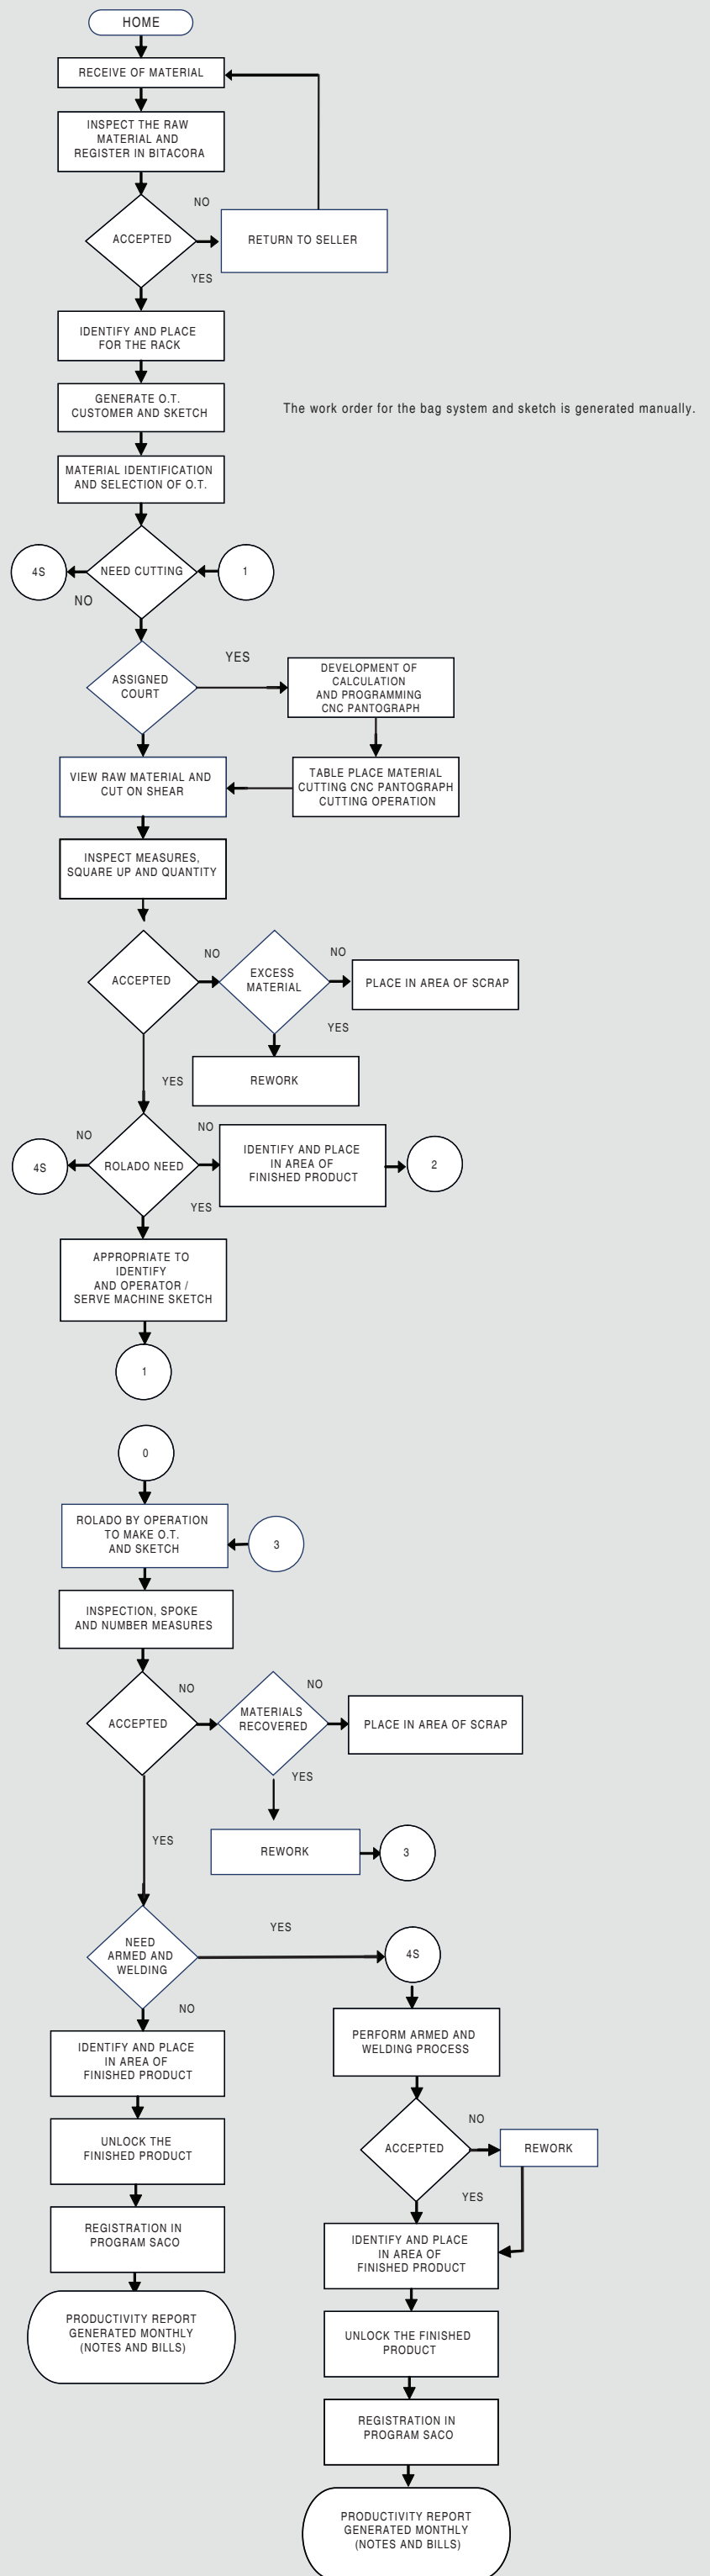 HOME
RECEIVE OF MATERIAL
INSPECT THE RAW
MATERIAL AND
REGISTER IN BITACORA
NO
ACCEPTED
RETURN TO SELLER
YES
IDENTIFY AND PLACE
FOR THE RACK
GENERATE O.T.
CUSTOMER AND SKETCH
The work order for the bag system and sketch is generated manually.
MATERIAL IDENTIFICATION
AND SELECTION OF O.T.
4S
NEED CUTTING
1
NO
YES
ASSIGNED
COURT
DEVELOPMENT OF
CALCULATION
AND PROGRAMMING
CNC PANTOGRAPH
VIEW RAW MATERIAL AND
CUT ON SHEAR
TABLE PLACE MATERIAL
CUTTING CNC PANTOGRAPH
CUTTING OPERATION
INSPECT MEASURES,
SQUARE UP AND QUANTITY
ACCEPTED
NO
EXCESS
MATERIAL
NO
PLACE IN AREA OF SCRAP
YES
REWORK
YES
NO
4S
ROLADO NEED
NO
IDENTIFY AND PLACE
IN AREA OF
FINISHED PRODUCT
2
YES
APPROPRIATE TO
IDENTIFY
AND OPERATOR /
SERVE MACHINE SKETCH
1
0
ROLADO BY OPERATION
TO MAKE O.T.
AND SKETCH
3
INSPECTION, SPOKE
AND NUMBER MEASURES
ACCEPTED
NO
MATERIALS
RECOVERED
NO
PLACE IN AREA OF SCRAP
YES
REWORK
3
YES
NEED
ARMED AND
WELDING
YES
4S
NO
IDENTIFY AND PLACE
IN AREA OF
FINISHED PRODUCT
UNLOCK THE
FINISHED PRODUCT
REGISTRATION IN
PROGRAM SACO
PRODUCTIVITY REPORT
GENERATED MONTHLY
(NOTES AND BILLS)
PERFORM ARMED AND
WELDING PROCESS
ACCEPTED
NO
REWORK
YES
IDENTIFY AND PLACE
IN AREA OF
FINISHED PRODUCT
UNLOCK THE FINISHED
PRODUCT
REGISTRATION IN
PROGRAM SACO
PRODUCTIVITY REPORT
GENERATED MONTHLY
(NOTES AND BILLS)